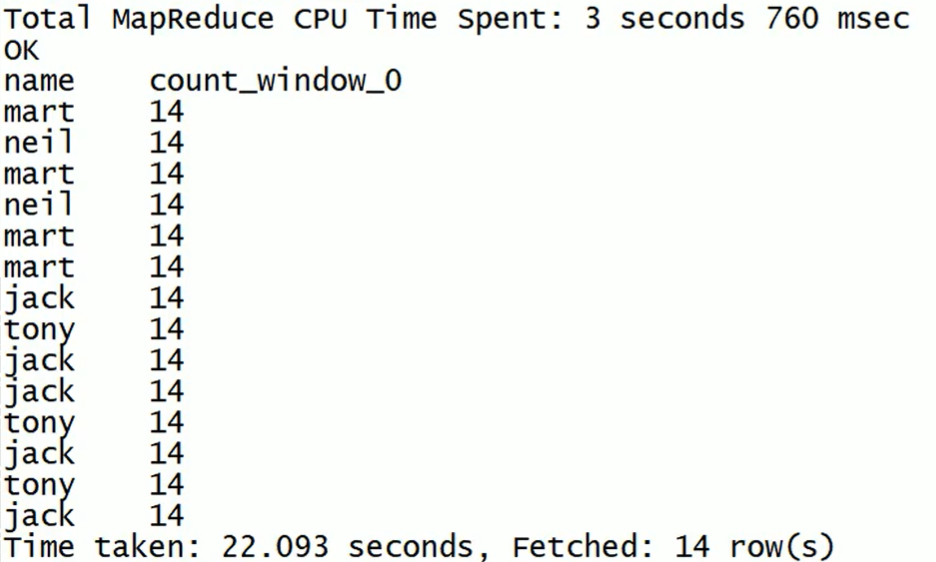 Total MapReduce CPU Time Spent: 3 seconds 760 msec
OK
name    count_window_0
mart    14
neil    14
mart    14
neil    14
mart    14
mart    14
jack    14
tony    14
jack    14
jack    14
tony    14
jack    14
tony    14
jack    14
Time taken: 22.093 seconds, Fetched: 14 row(s)